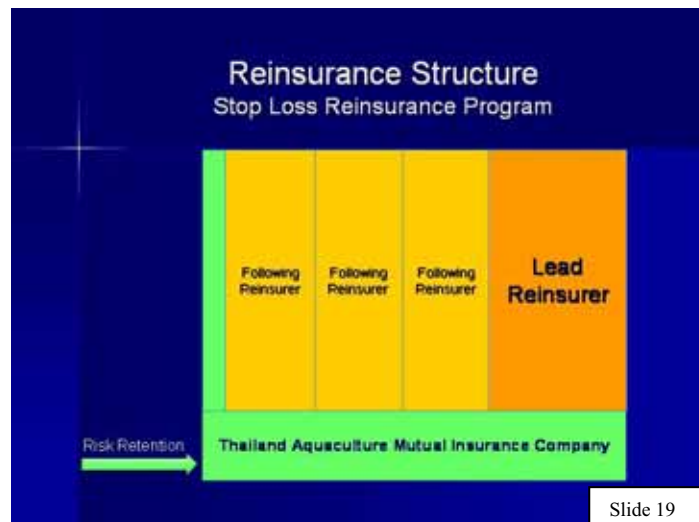 Reinsurance Structure
Stop Loss Reinsurance Program
Following
Reinsurer
Following
Reinsurer
Following
Reinsurer
Lead
Reinsurer
Risk Retention
Thailand Aquaculture Mutual Insurance Company
Slide 19